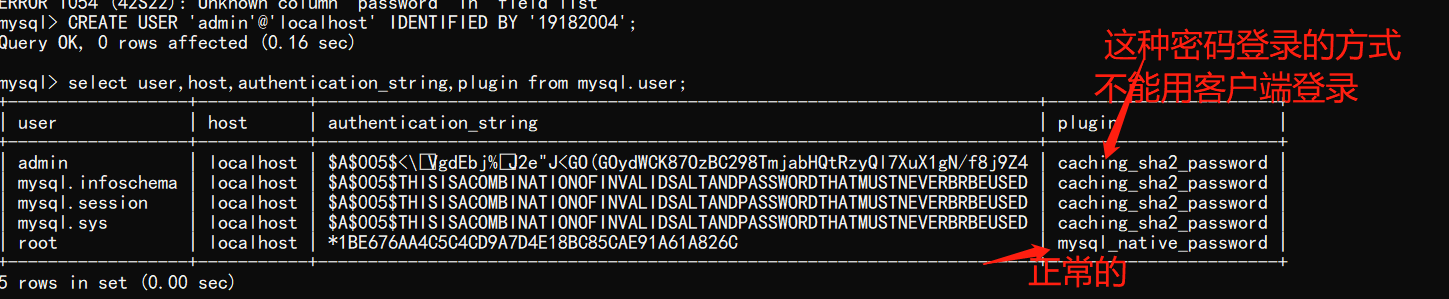 ERROR 1054 (42S22): Unknown column 'password' in 'field list'
mysql> CREATE USER 'admin'@'localhost' IDENTIFIED BY '19182004';
Query OK, 0 rows affected (0.16 sec)
这种密码登录的方式
不能用客户端登录
mysql> select user,host,authentication_string,plugin from mysql.user;
| user | host | authentication_string | plugin |
| admin | localhost | $A$005$<\VgdEbj%J2e"J<GO(GOydWCK87OzBC298TmjabHQtRzyQl7XuX1gN/f8j9Z4 | caching_sha2_password |
| mysql.infoschema | localhost | $A$005$THISISACOMBINATIONOFINVALIDSALTANDPASSWORDTHATMUSTNEVERBRBEUSED | caching_sha2_password |
| mysql.session | localhost | $A$005$THISISACOMBINATIONOFINVALIDSALTANDPASSWORDTHATMUSTNEVERBRBEUSED | caching_sha2_password |
| mysql.sys | localhost | $A$005$THISISACOMBINATIONOFINVALIDSALTANDPASSWORDTHATMUSTNEVERBRBEUSED | caching_sha2_password |
| root | localhost | *1BE676AA4C5C4CD9A7D4E18BC85CAE91A61A826C | mysql_native_password |
正常的
5 rows in set (0.00 sec)